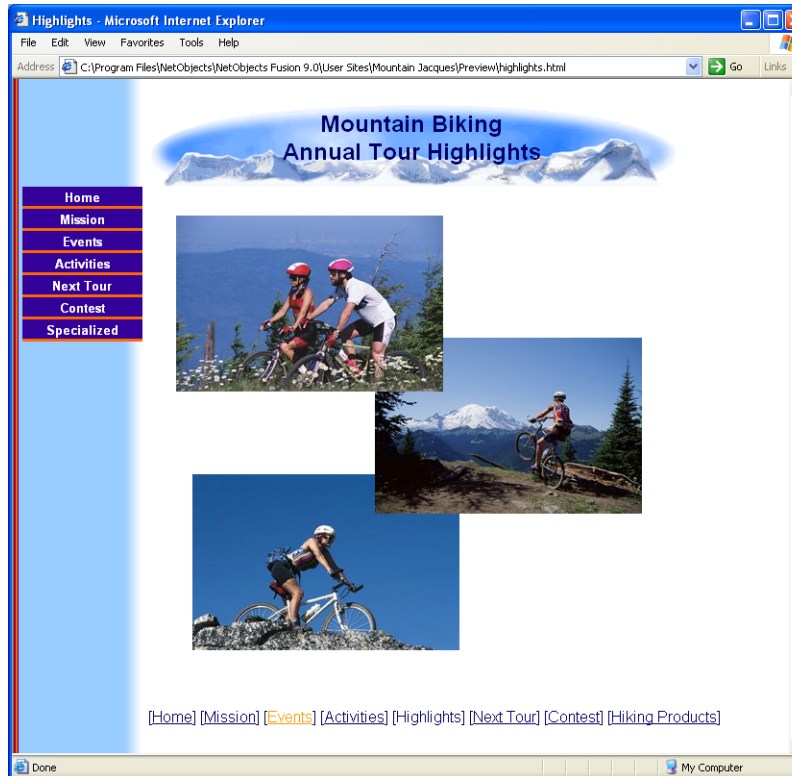 Highlights - Microsoft Internet Explorer
File Edit View Favorites Tools Help
Address C:\Program Files\NetObjects\NetObjects Fusion 9.0\User Sites\Mountain Jacques\Preview\highlights.html Go Links
Mountain Biking
Annual Tour Highlights
Home
Mission
Events
Activities
Next Tour
Contest
Specialized
[Home] [Mission] [Events] [Activities] [Highlights] [Next Tour] [Contest] [Hiking Products]
Done My Computer